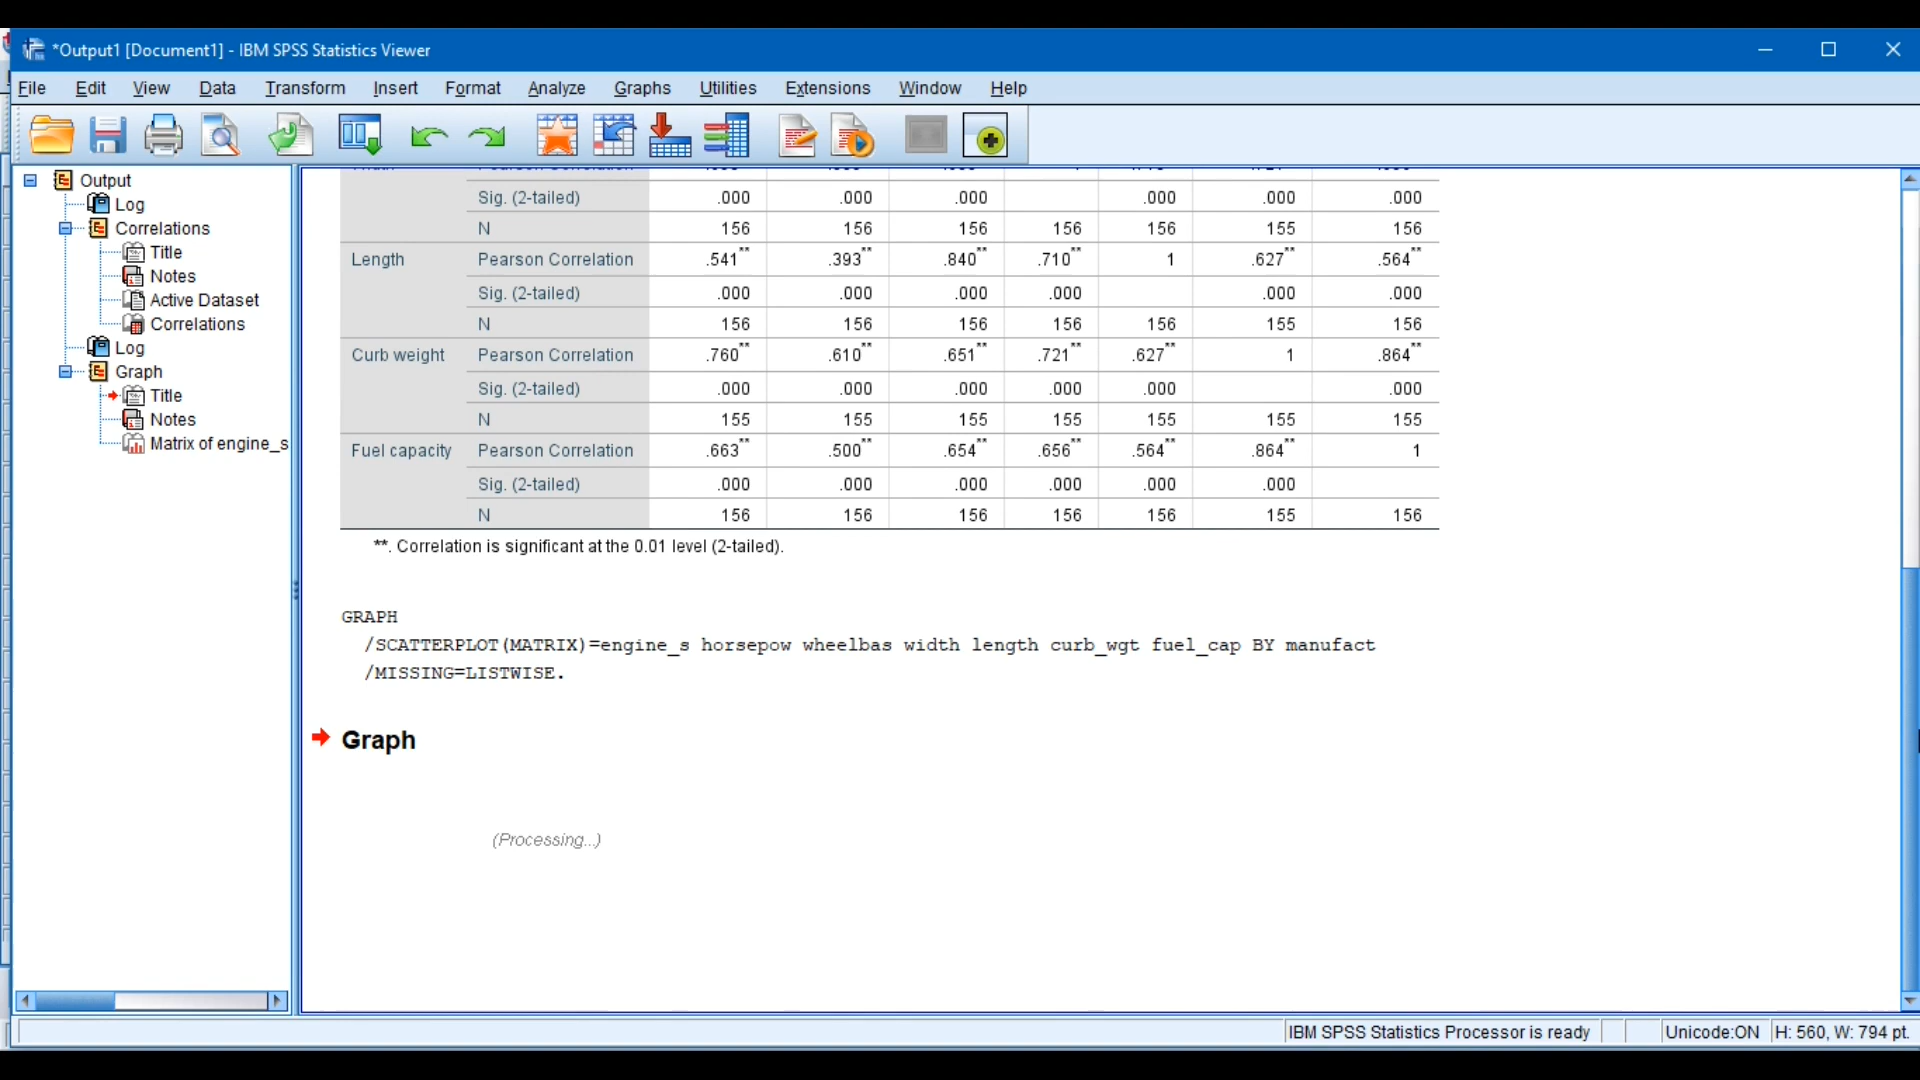 *Output1 [Document1] - IBM SPSS Statistics Viewer
File Edit View Data Transform Insert Format Analyze Graphs Utilities Extensions Window Help
Output
Log
Correlations
Title
Notes
Active Dataset
Correlations
Log
Graph
Title
Notes
Matrix of engine_s
Sig. (2-tailed) .000 .000 .000 .000 .000 .000
N 156 156 156 156 156 155 156
Length Pearson Correlation .541** .393** .840** .710** 1 .627** .564**
Sig. (2-tailed) .000 .000 .000 .000 .000 .000
N 156 156 156 156 156 155 156
Curb weight Pearson Correlation .760** .610** .651** .721** .627** 1 .864**
Sig. (2-tailed) .000 .000 .000 .000 .000 .000
N 155 155 155 155 155 155 155
Fuel capacity Pearson Correlation .663** .500** .654** .656** .564** .864** 1
Sig. (2-tailed) .000 .000 .000 .000 .000 .000
N 156 156 156 156 156 155 156
**. Correlation is significant at the 0.01 level (2-tailed).
GRAPH
/SCATTERPLOT(MATRIX)=engine_s horsepow wheelbas width length curb_wgt fuel_cap BY manufact
/MISSING=LISTWISE.
Graph
(Processing...)
IBM SPSS Statistics Processor is ready Unicode:ON H: 560, W: 794 pt.